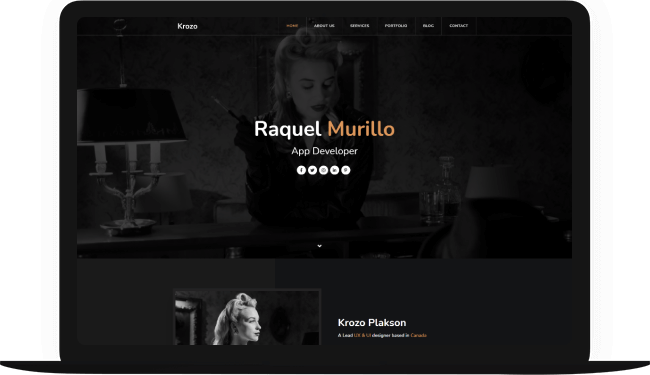 Krozo
HOME ABOUT US SERVICES PORTFOLIO BLOG CONTACT
Raquel Murillo
App Developer
Krozo Plakson
A Lead UX & UI designer based in Canada